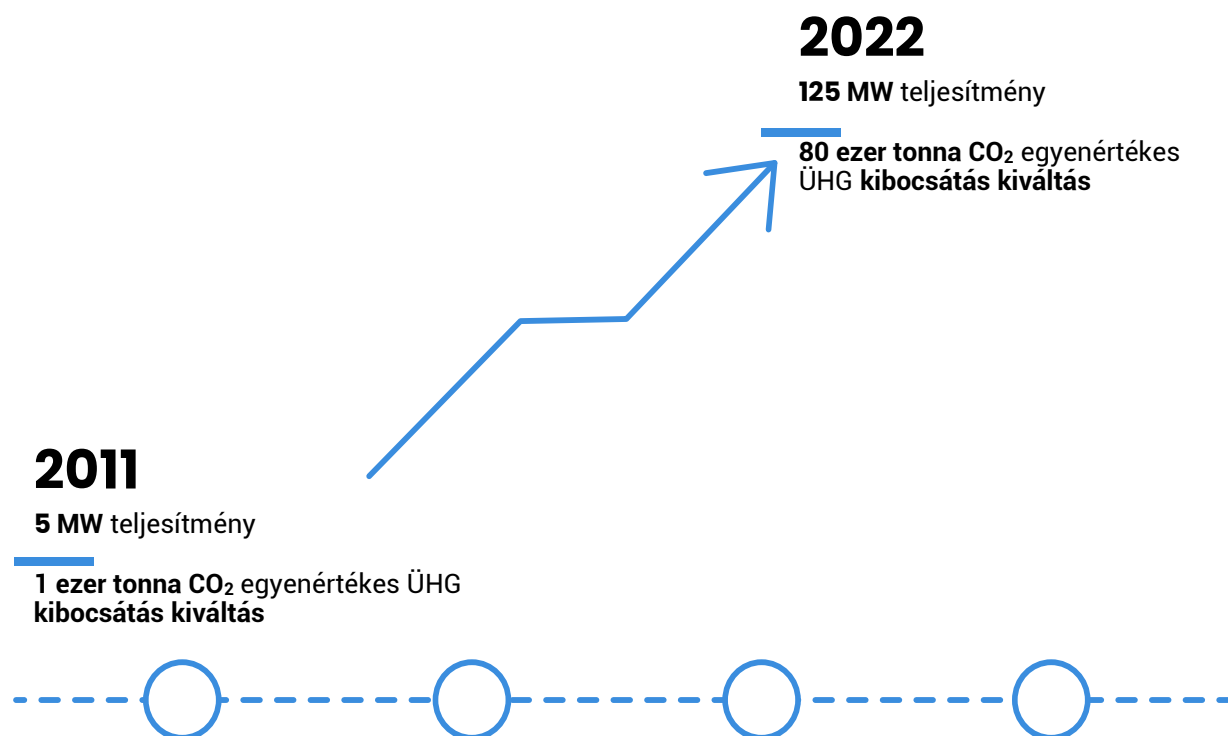 2022
125 MW teljesítmény
80 ezer tonna CO₂ egyenértékes
ÜHG kibocsátás kiváltás
2011
5 MW teljesítmény
1 ezer tonna CO₂ egyenértékes ÜHG
kibocsátás kiváltás